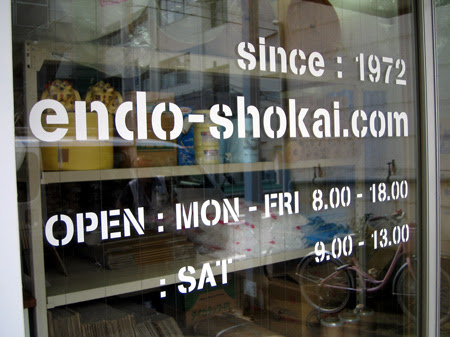 since : 1972
endo-shokai.com
OPEN : MON - FRI 8.00 - 18.00
: SAT 9.00 - 13.00